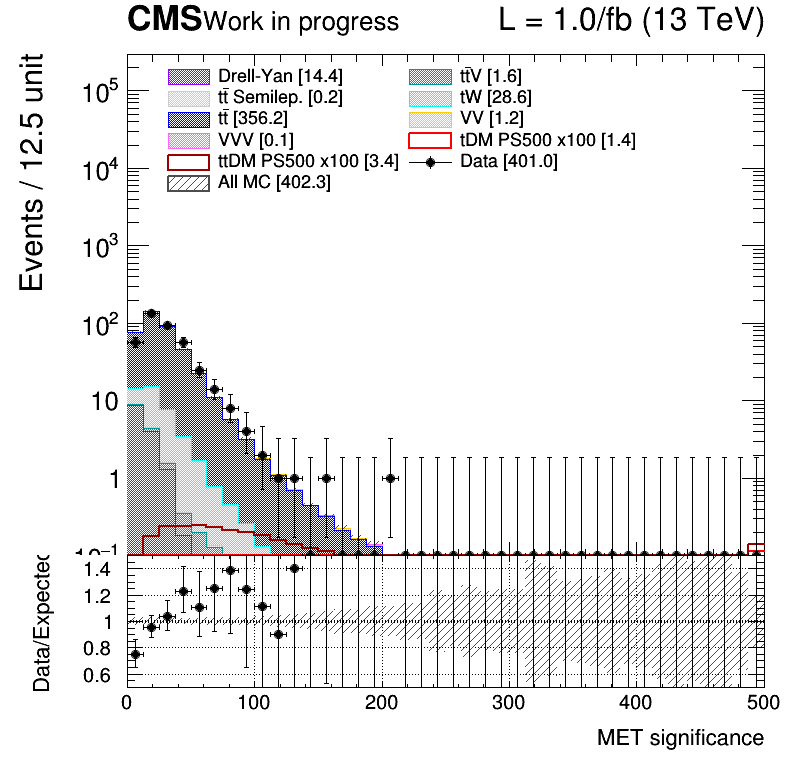 CMS Work in progress L = 1.0/fb (13 TeV)
Drell-Yan [14.4] tt̄V [1.6]
tt̄ Semilep. [0.2] tW [28.6]
tt̄ [356.2] VV [1.2]
VVV [0.1] tDM PS500 x100 [1.4]
ttDM PS500 x100 [3.4] Data [401.0]
All MC [402.3]
Events / 12.5 unit
10⁵
10⁴
10³
10²
10
1
10⁻¹
Data/Expected
1.4
1.2
1
0.8
0.6
0 100 200 300 400 500
MET significance